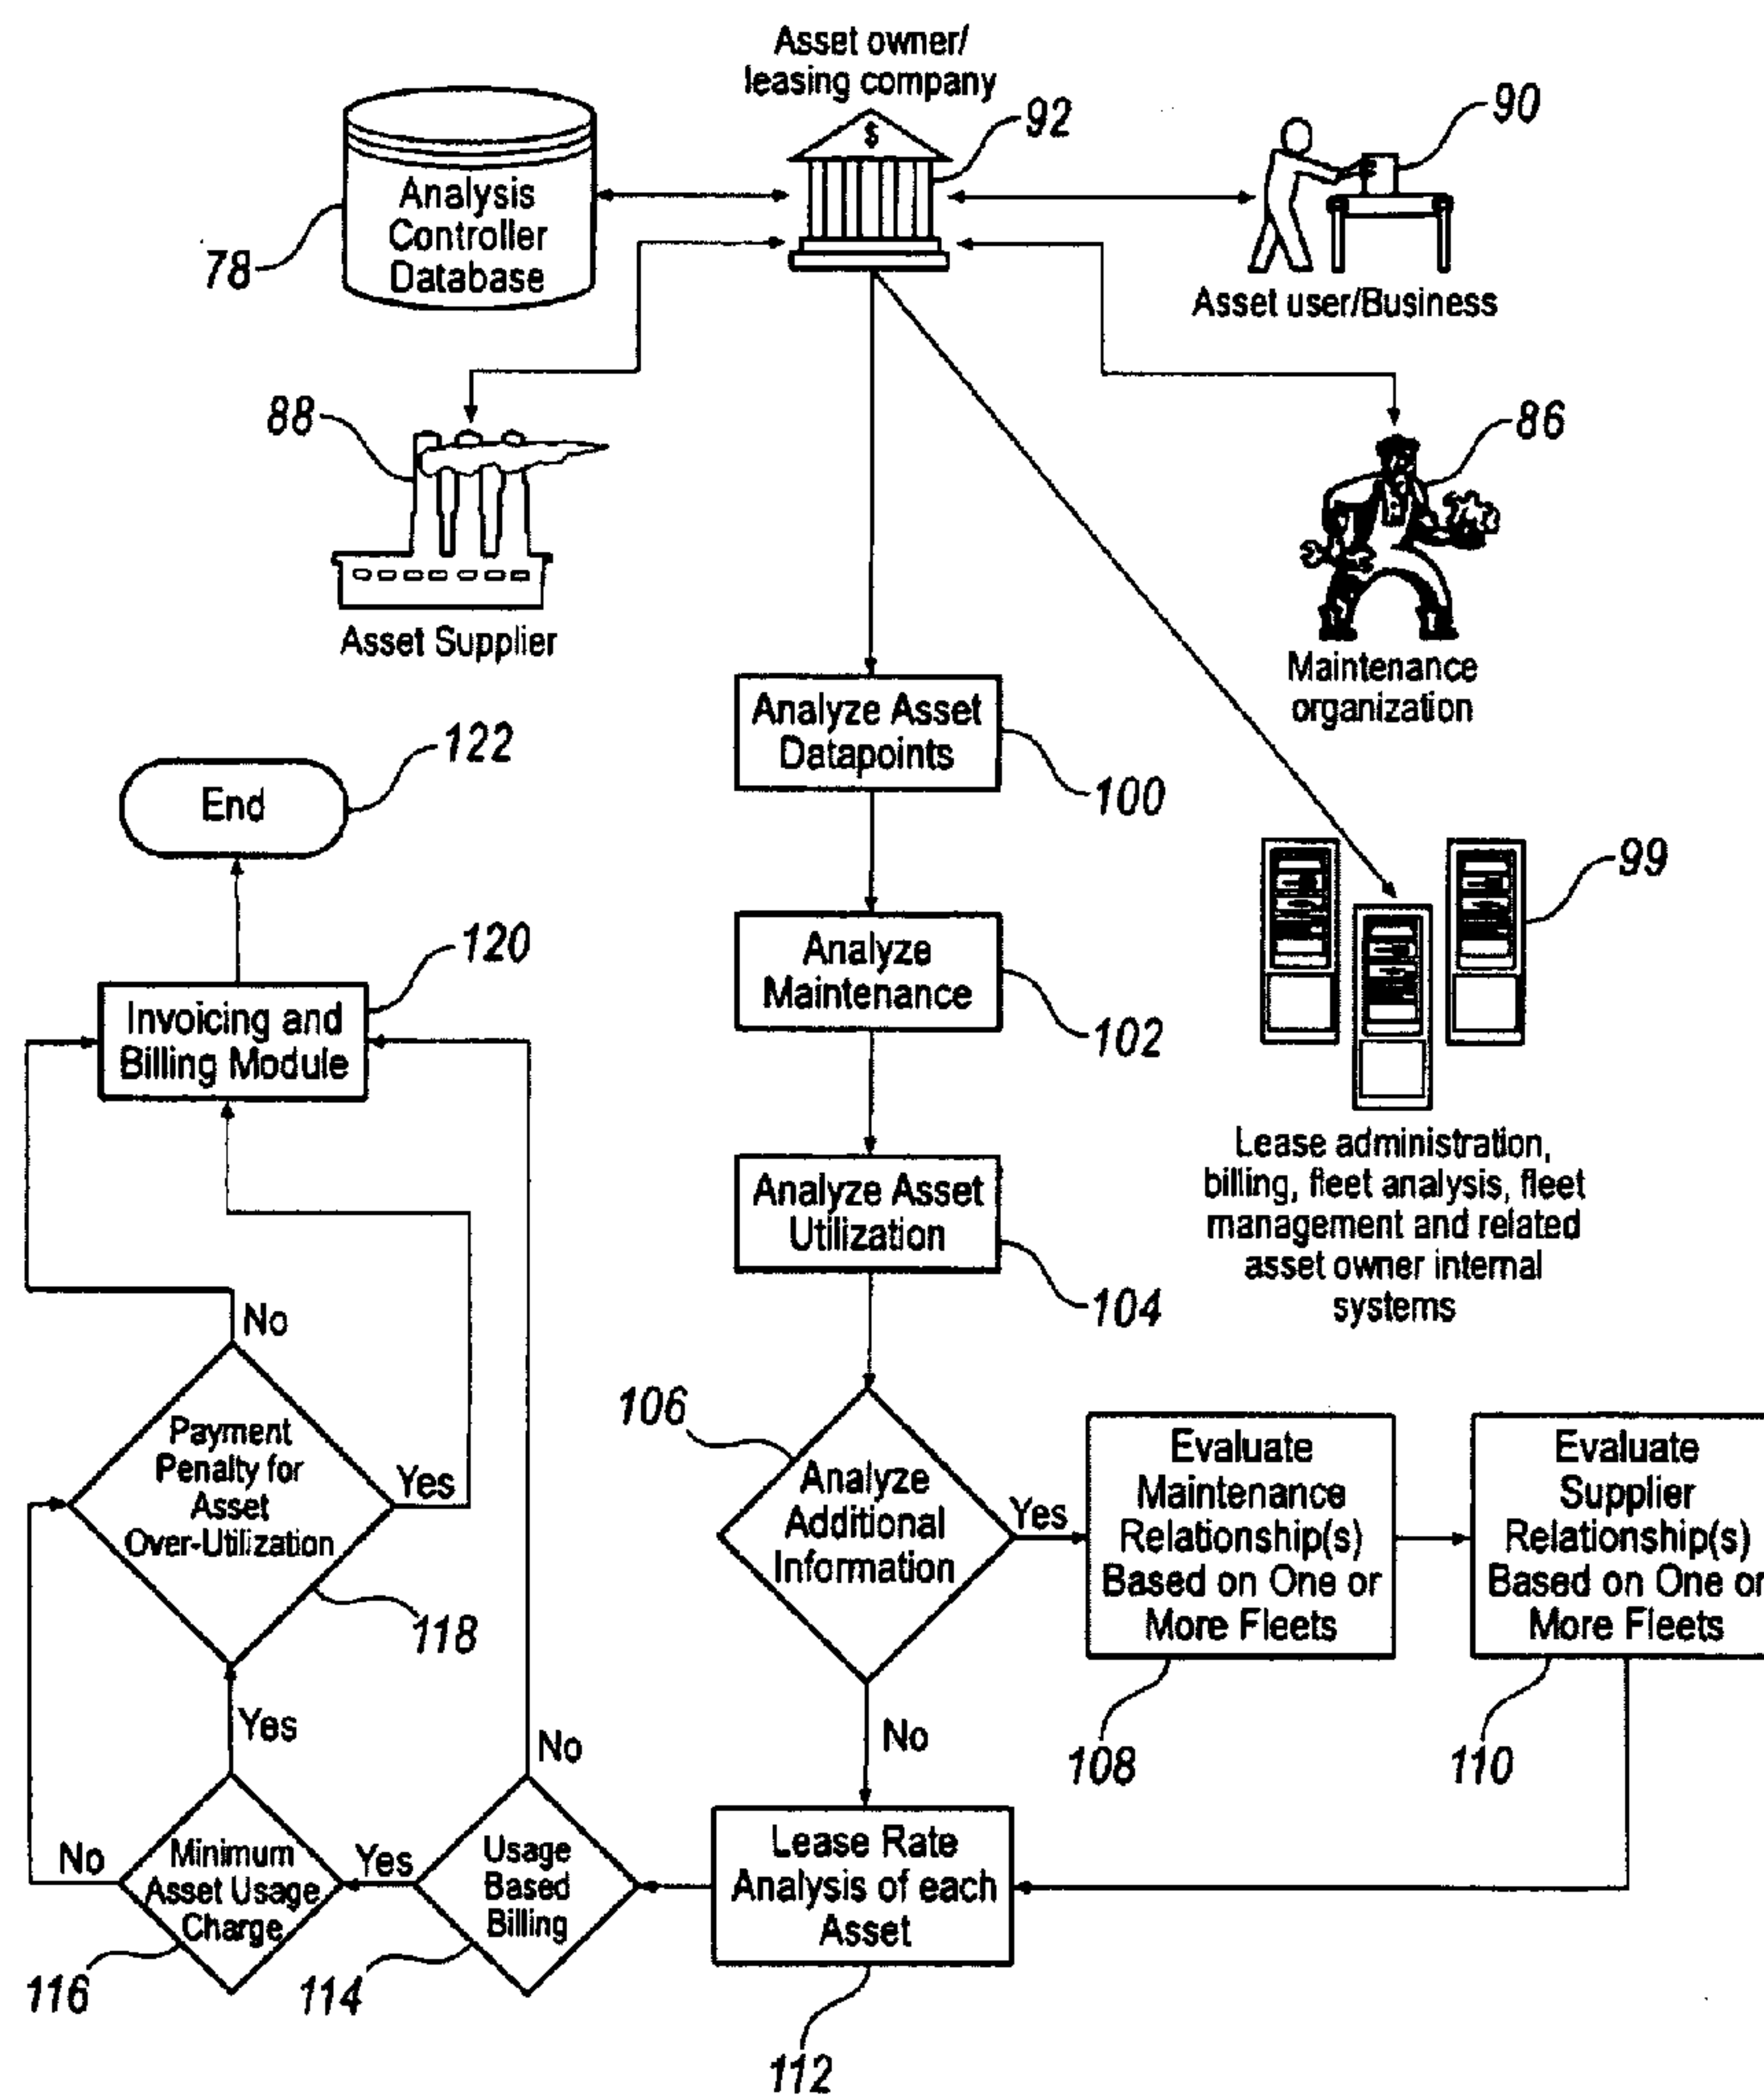 Asset owner/
leasing company
92
90
Analysis
Controller
Database
78
Asset user/Business
88
86
Asset Supplier
Maintenance
organization
Analyze Asset
Datapoints
100
122
End
99
Analyze
Maintenance
102
120
Invoicing and
Billing Module
Lease administration,
billing, fleet analysis, fleet
management and related
asset owner internal
systems
Analyze Asset
Utilization
104
No
Payment
Penalty for
Asset
Over-Utilization
Yes
118
106
Analyze
Additional
Information
Yes
Evaluate
Maintenance
Relationship(s)
Based on One or
More Fleets
108
Evaluate
Supplier
Relationship(s)
Based on One or
More Fleets
110
Yes
No
No
No
Minimum
Asset Usage
Charge
116
Yes
Usage
Based
Billing
114
Lease Rate
Analysis of each
Asset
112